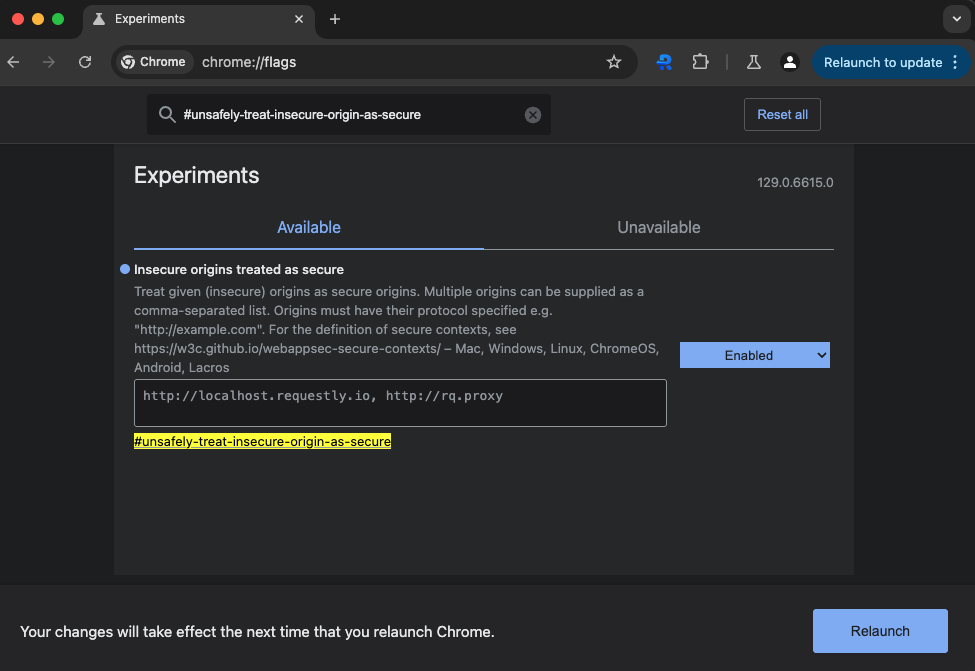 Experiments
Chrome
chrome://flags
Relaunch to update
#unsafely-treat-insecure-origin-as-secure
Reset all
Experiments
129.0.6615.0
Available
Unavailable
Insecure origins treated as secure
Treat given (insecure) origins as secure origins. Multiple origins can be supplied as a
comma-separated list. Origins must have their protocol specified e.g.
"http://example.com". For the definition of secure contexts, see
https://w3c.github.io/webappsec-secure-contexts/ – Mac, Windows, Linux, ChromeOS,
Android, Lacros
Enabled
http://localhost.requestly.io, http://rq.proxy
#unsafely-treat-insecure-origin-as-secure
Your changes will take effect the next time that you relaunch Chrome.
Relaunch